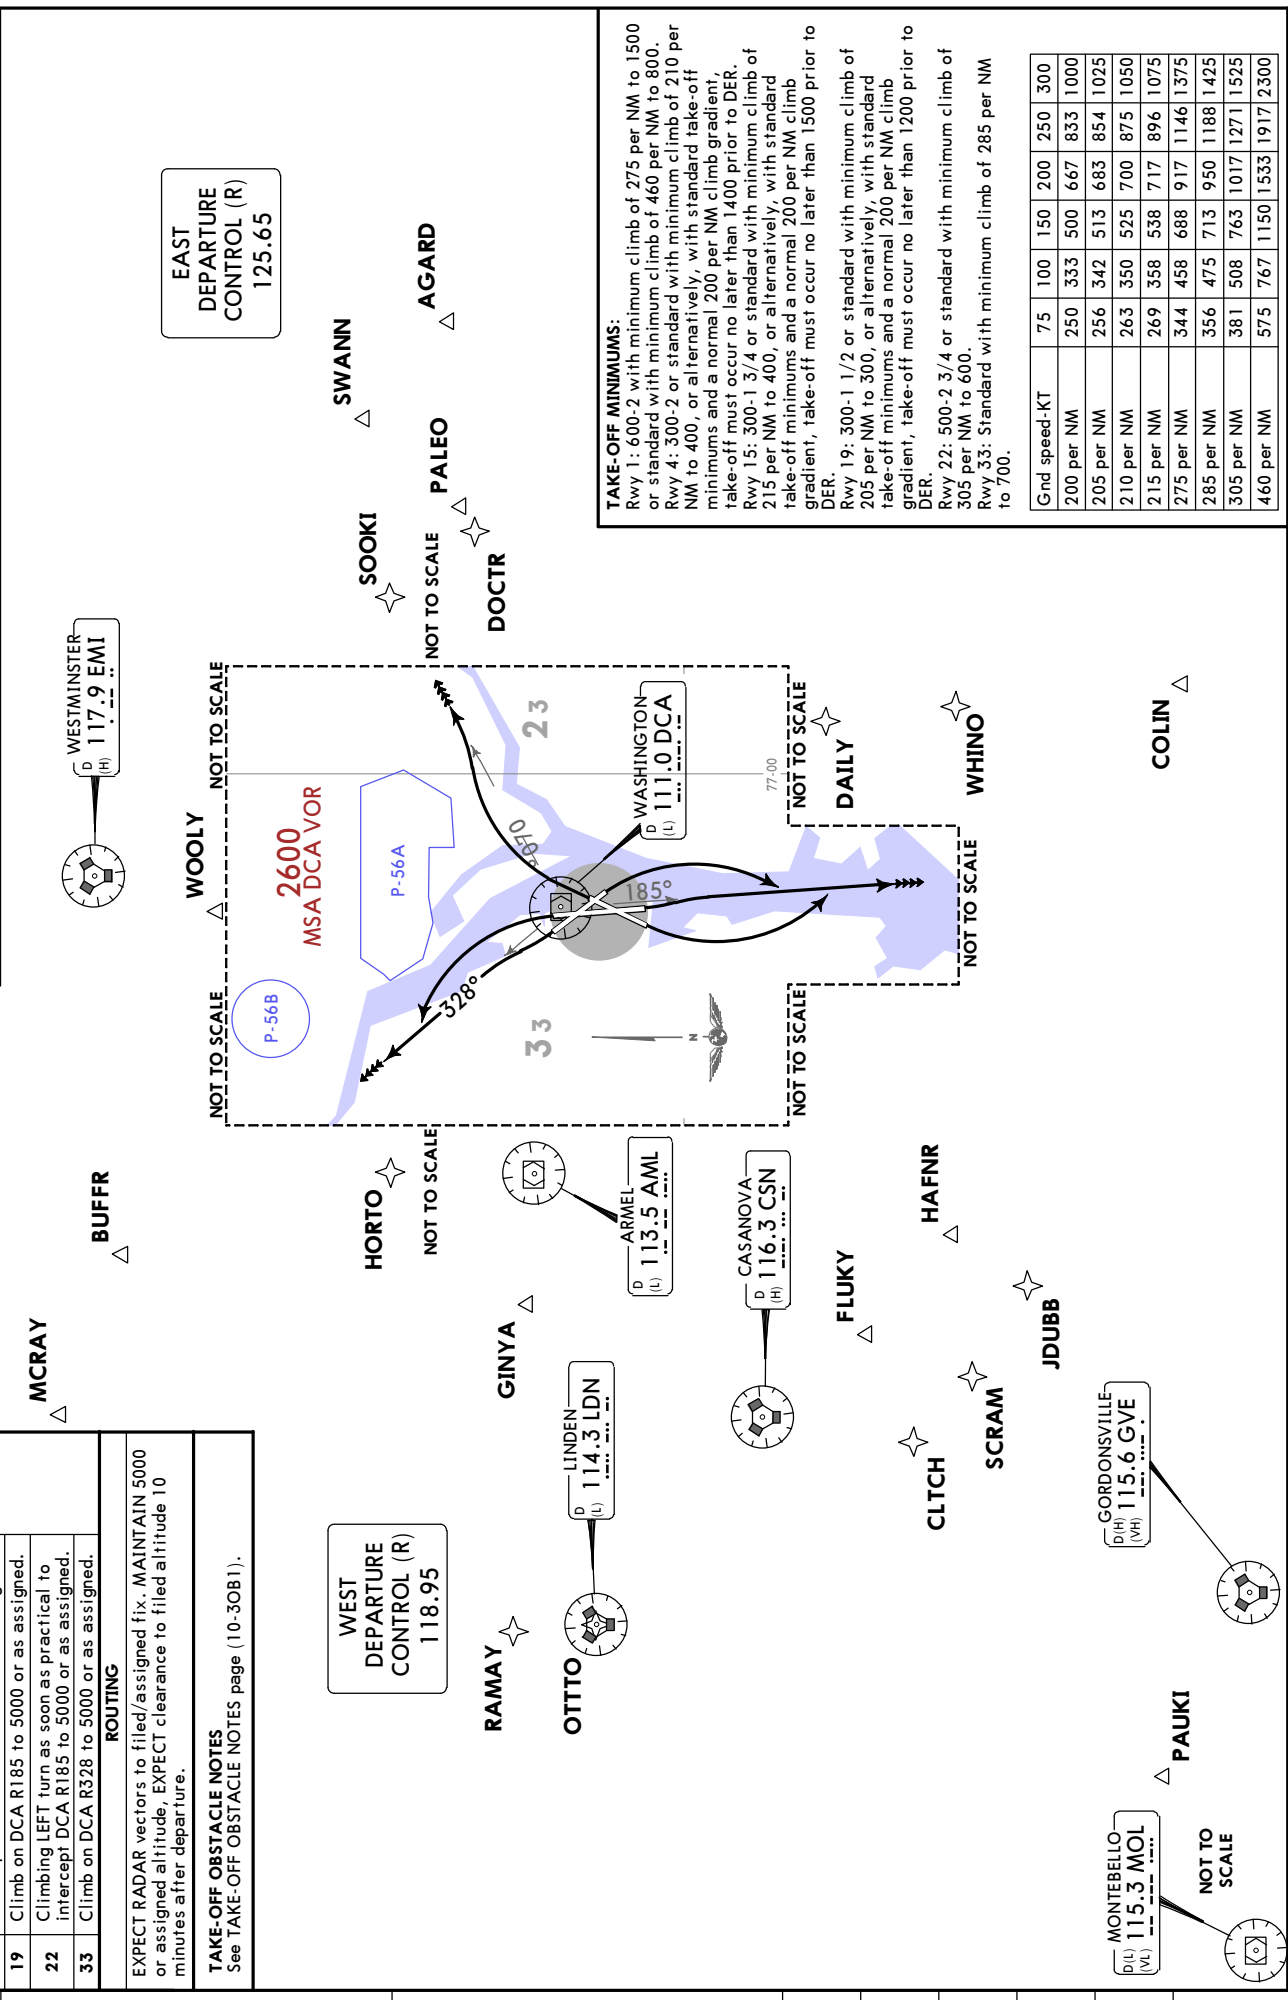 19 Climb on DCA R185 to 5000 or as assigned.
22 Climbing LEFT turn as soon as practical to
intercept DCA R185 to 5000 or as assigned.
33 Climb on DCA R328 to 5000 or as assigned.
ROUTING
EXPECT RADAR vectors to filed/assigned fix. MAINTAIN 5000
or assigned altitude, EXPECT clearance to filed altitude 10
minutes after departure.
TAKE-OFF OBSTACLE NOTES
See TAKE-OFF OBSTACLE NOTES page (10-3OB1).
MCRAY
BUFFR
WESTMINSTER
D
(H)
117.9 EMI
WOOLY
EAST
DEPARTURE
CONTROL (R)
125.65
SWANN
AGARD
PALEO
SOOKI
DOCTR
NOT TO SCALE
NOT TO SCALE
NOT TO SCALE
NOT TO SCALE
2600
MSA DCA VOR
P-56B
P-56A
HORTO
328°
070°
185°
33
23
N
WASHINGTON
D
(L)
111.0 DCA
77-00
NOT TO SCALE
NOT TO SCALE
NOT TO SCALE
WEST
DEPARTURE
CONTROL (R)
118.95
RAMAY
OTTTO
LINDEN
D
(L)
114.3 LDN
GINYA
ARMEL
D
(L)
113.5 AML
CASANOVA
D
(H)
116.3 CSN
FLUKY
HAFNR
DAILY
WHINO
COLIN
CLTCH
SCRAM
JDUBB
GORDONSVILLE
D(H)
(VH)
115.6 GVE
PAUKI
MONTEBELLO
D(L)
(VL)
115.3 MOL
NOT TO
SCALE
TAKE-OFF MINIMUMS:
Rwy 1: 600-2 with minimum climb of 275 per NM to 1500
or standard with minimum climb of 460 per NM to 800.
Rwy 4: 300-2 or standard with minimum climb of 210 per
NM to 400, or alternatively, with standard take-off
minimums and a normal 200 per NM climb gradient,
take-off must occur no later than 1400 prior to DER.
Rwy 15: 300-1 3/4 or standard with minimum climb of
215 per NM to 400, or alternatively, with standard
take-off minimums and a normal 200 per NM climb
gradient, take-off must occur no later than 1500 prior to
DER.
Rwy 19: 300-1 1/2 or standard with minimum climb of
205 per NM to 300, or alternatively, with standard
take-off minimums and a normal 200 per NM climb
gradient, take-off must occur no later than 1200 prior to
DER.
Rwy 22: 500-2 3/4 or standard with minimum climb of
305 per NM to 600.
Rwy 33: Standard with minimum climb of 285 per NM
to 700.
Gnd speed-KT 75 100 150 200 250 300
200 per NM 250 333 500 667 833 1000
205 per NM 256 342 513 683 854 1025
210 per NM 263 350 525 700 875 1050
215 per NM 269 358 538 717 896 1075
275 per NM 344 458 688 917 1146 1375
285 per NM 356 475 713 950 1188 1425
305 per NM 381 508 763 1017 1271 1525
460 per NM 575 767 1150 1533 1917 2300